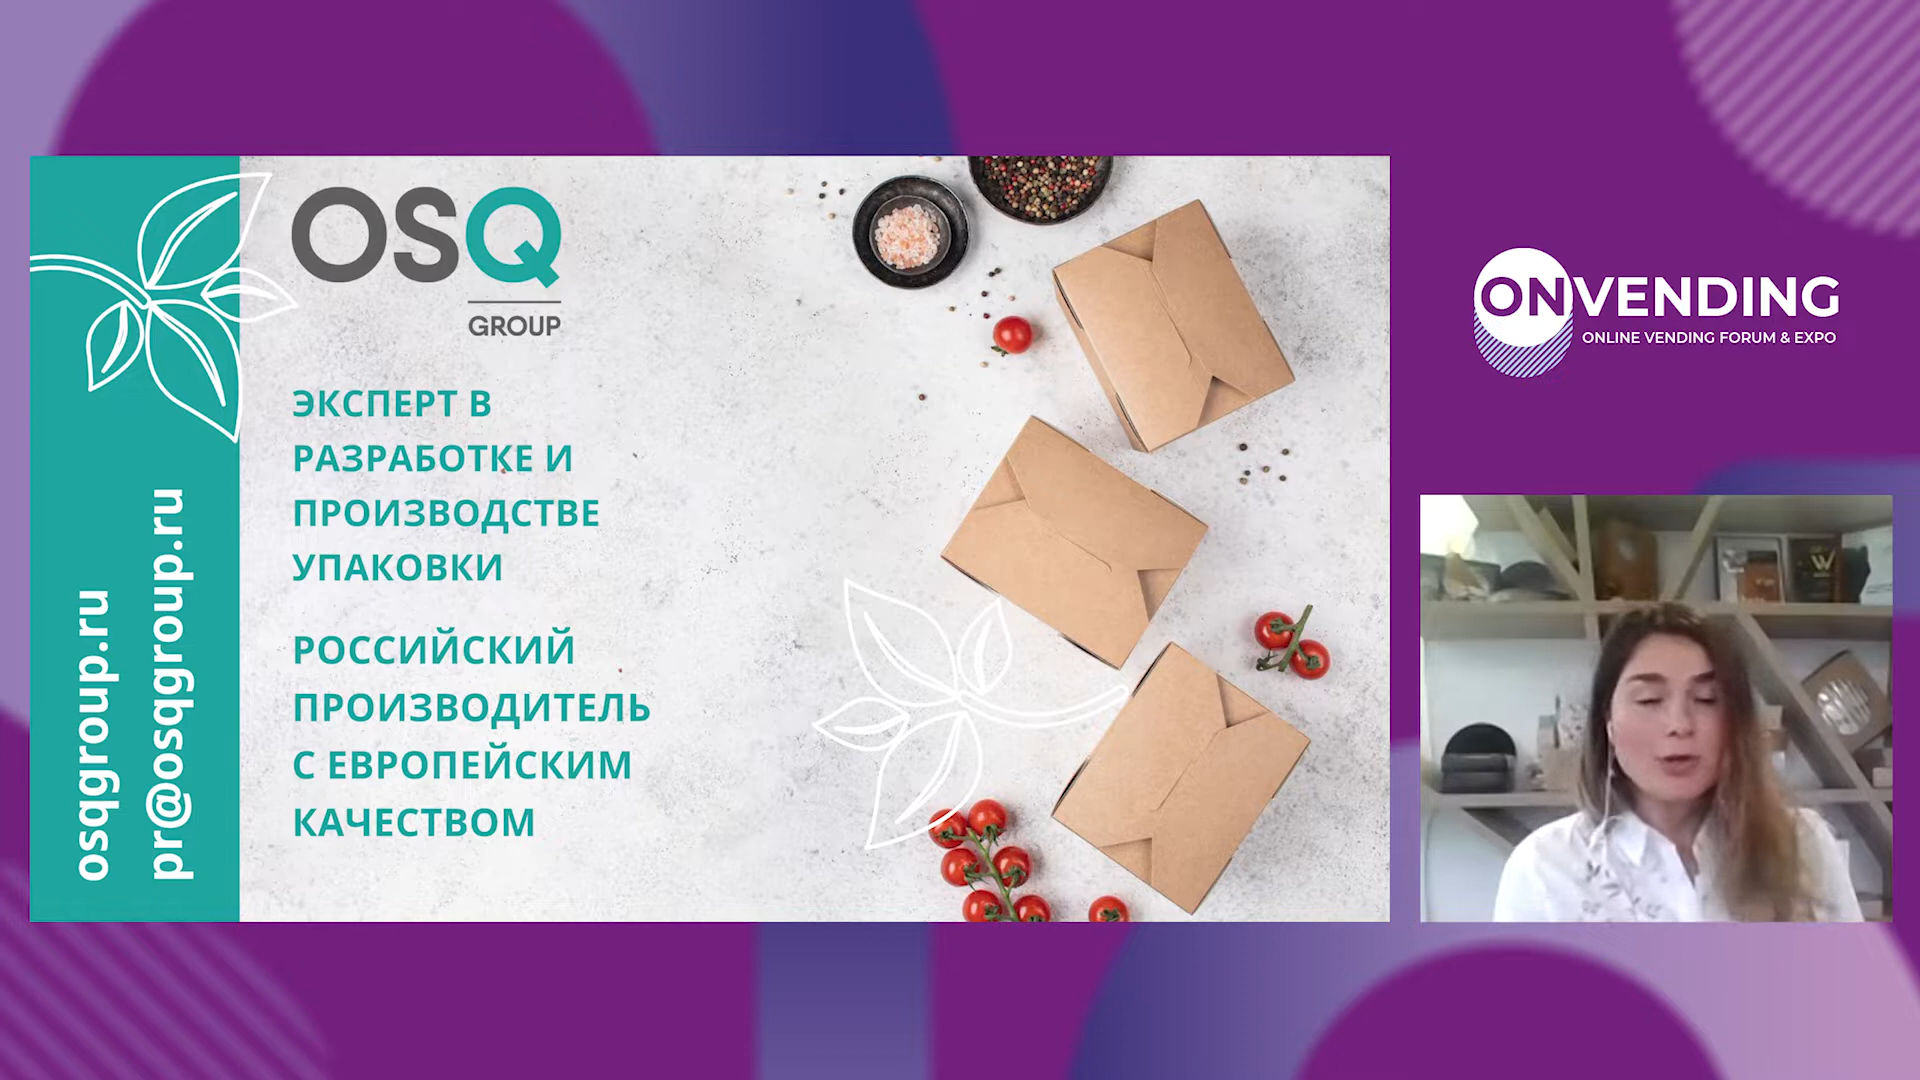 osqgroup.ru
pr@osqgroup.ru
OSQ
GROUP
ЭКСПЕРТ В
РАЗРАБОТКЕ И
ПРОИЗВОДСТВЕ
УПАКОВКИ
РОССИЙСКИЙ
ПРОИЗВОДИТЕЛЬ
С ЕВРОПЕЙСКИМ
КАЧЕСТВОМ
ONVENDING
ONLINE VENDING FORUM & EXPO
W